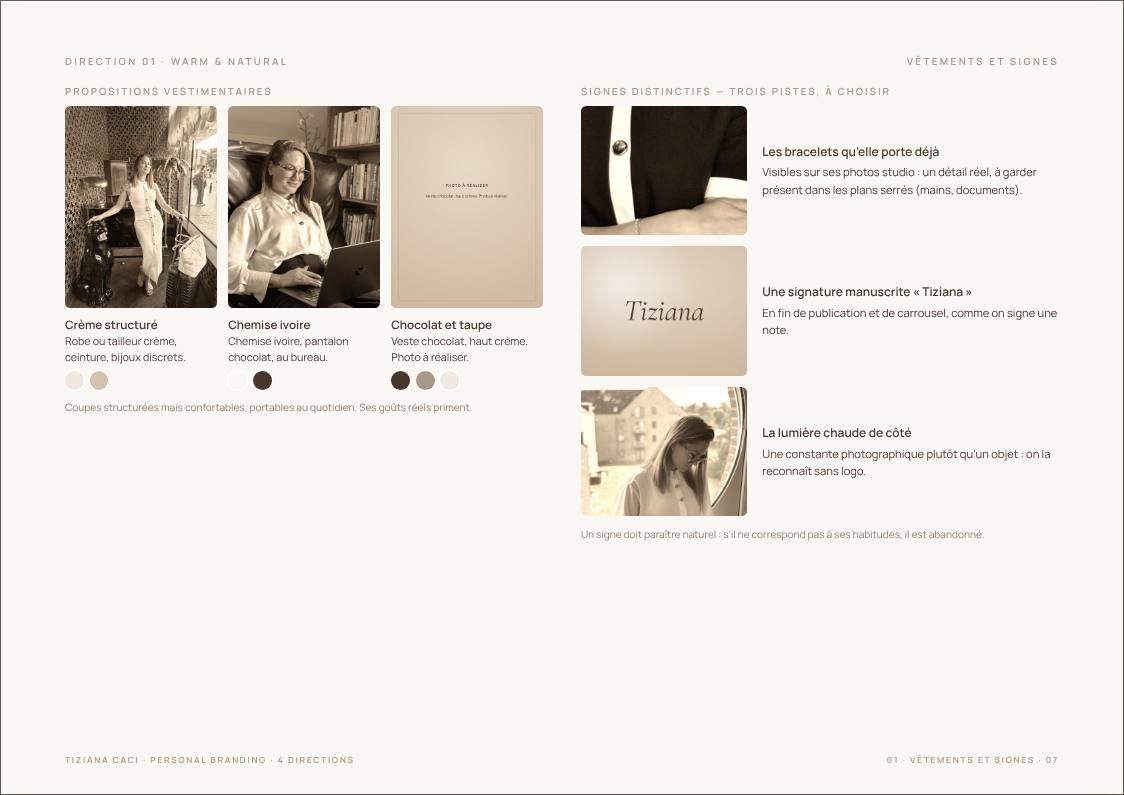 DIRECTION 01 · WARM & NATURAL
VÊTEMENTS ET SIGNES
PROPOSITIONS VESTIMENTAIRES
PHOTO À RÉALISER
Veste chocolat, haut crème. Photo à réaliser.
Crème structuré
Robe ou tailleur crème,
ceinture, bijoux discrets.
Chemise ivoire
Chemise ivoire, pantalon
chocolat, au bureau.
Chocolat et taupe
Veste chocolat, haut crème.
Photo à réaliser.
Coupes structurées mais confortables, portables au quotidien. Ses goûts réels priment.
SIGNES DISTINCTIFS — TROIS PISTES, À CHOISIR
Les bracelets qu'elle porte déjà
Visibles sur ses photos studio : un détail réel, à garder
présent dans les plans serrés (mains, documents).
Tiziana
Une signature manuscrite « Tiziana »
En fin de publication et de carrousel, comme on signe une
note.
La lumière chaude de côté
Une constante photographique plutôt qu'un objet : on la
reconnaît sans logo.
Un signe doit paraître naturel : s'il ne correspond pas à ses habitudes, il est abandonné.
TIZIANA CACI · PERSONAL BRANDING · 4 DIRECTIONS
01 · VÊTEMENTS ET SIGNES · 07